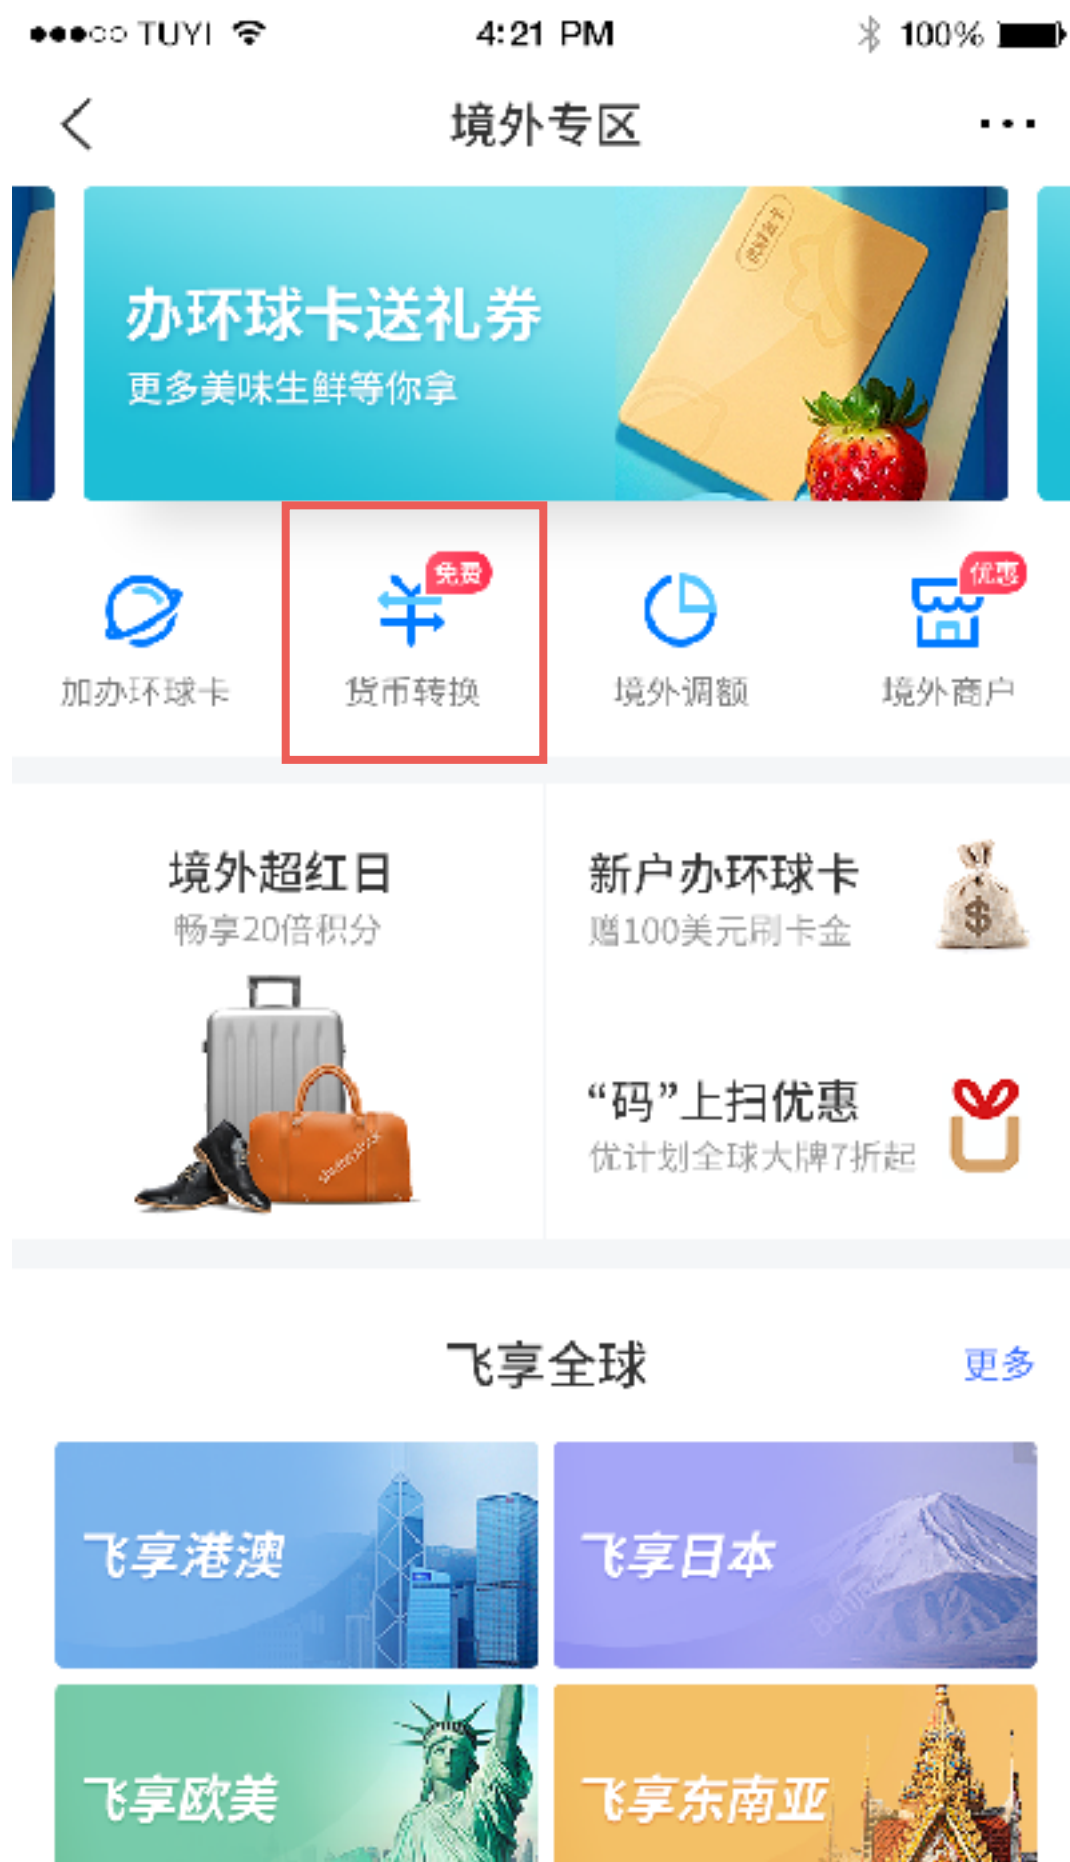 TUYI
4:21 PM
100%
境外专区
办环球卡送礼券
更多美味生鲜等你拿
免费
优惠
加办环球卡
货币转换
境外调额
境外商户
境外超红日
畅享20倍积分
新户办环球卡
赠100美元刷卡金
$
“码”上扫优惠
优计划全球大牌7折起
飞享全球
更多
飞享港澳
飞享日本
飞享欧美
飞享东南亚